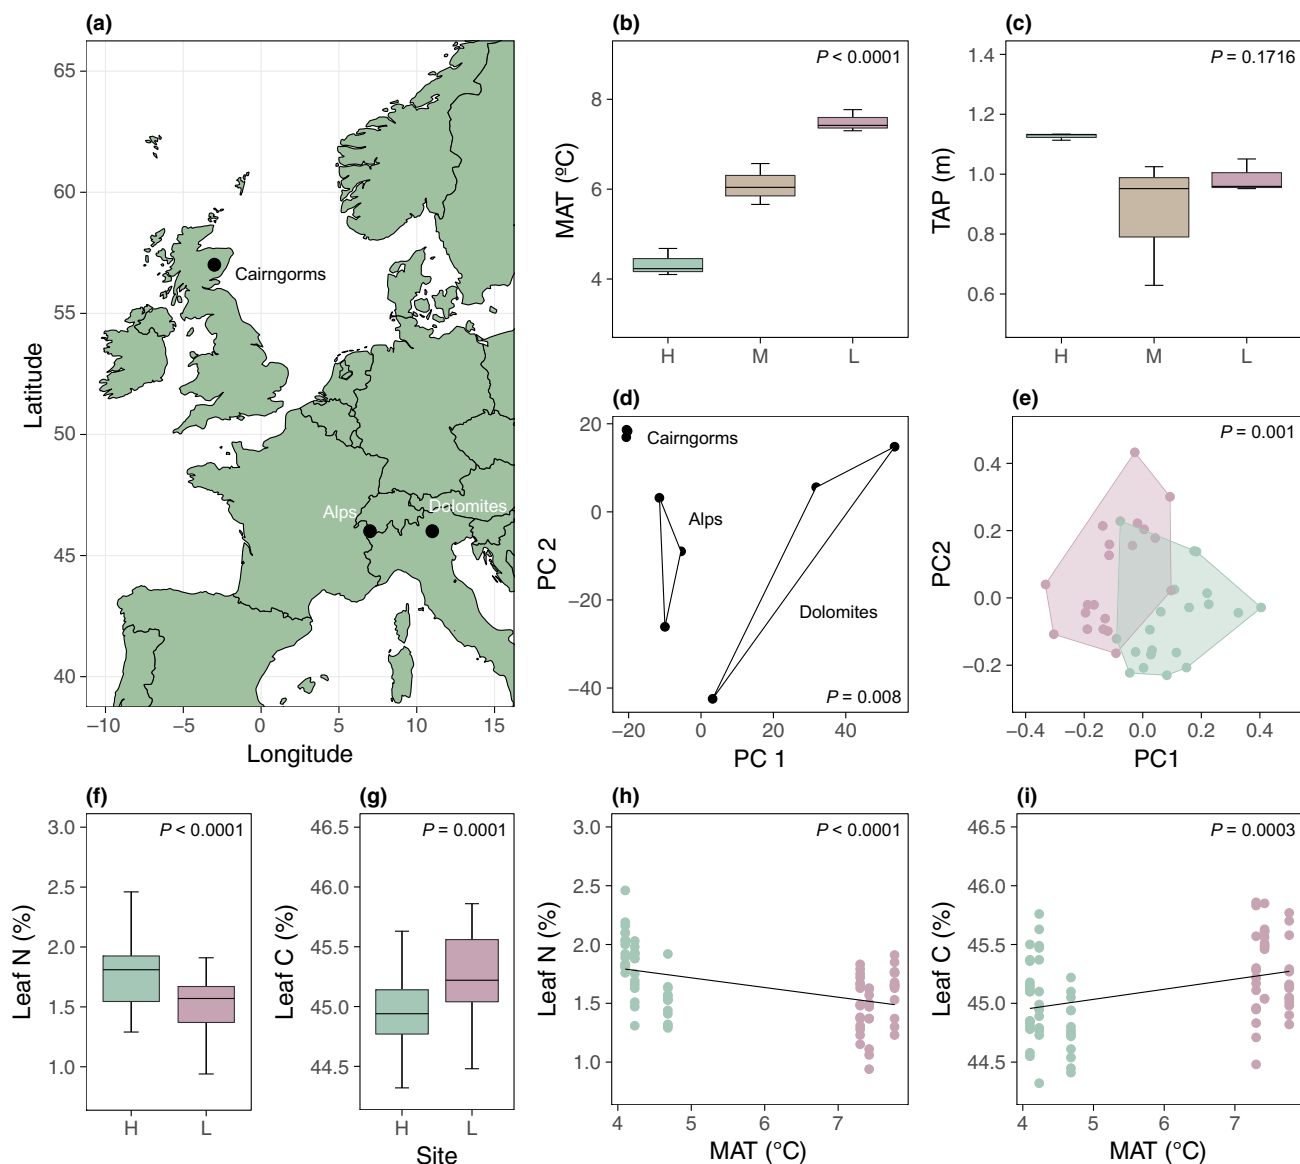 (a)
65
60
55
50
45
40
Latitude
−10
−5
0
5
10
15
Longitude
Cairngorms
Alps
Dolomites
(b)
P < 0.0001
8
6
4
MAT (ºC)
H
M
L
(c)
P = 0.1716
1.4
1.2
1.0
0.8
0.6
TAP (m)
H
M
L
(d)
20
0
−20
−40
PC 2
Cairngorms
Alps
Dolomites
P = 0.008
−20
0
20
40
PC 1
(e)
P = 0.001
0.4
0.2
0.0
−0.2
PC2
−0.4
−0.2
0.0
0.2
0.4
PC1
(f)
P < 0.0001
3.0
2.5
2.0
1.5
1.0
Leaf N (%)
H
L
(g)
P = 0.0001
46.5
46.0
45.5
45.0
44.5
Leaf C (%)
H
L
Site
(h)
P < 0.0001
3.0
2.5
2.0
1.5
1.0
Leaf N (%)
4
5
6
7
MAT (°C)
(i)
P = 0.0003
46.5
46.0
45.5
45.0
44.5
Leaf C (%)
4
5
6
7
MAT (°C)